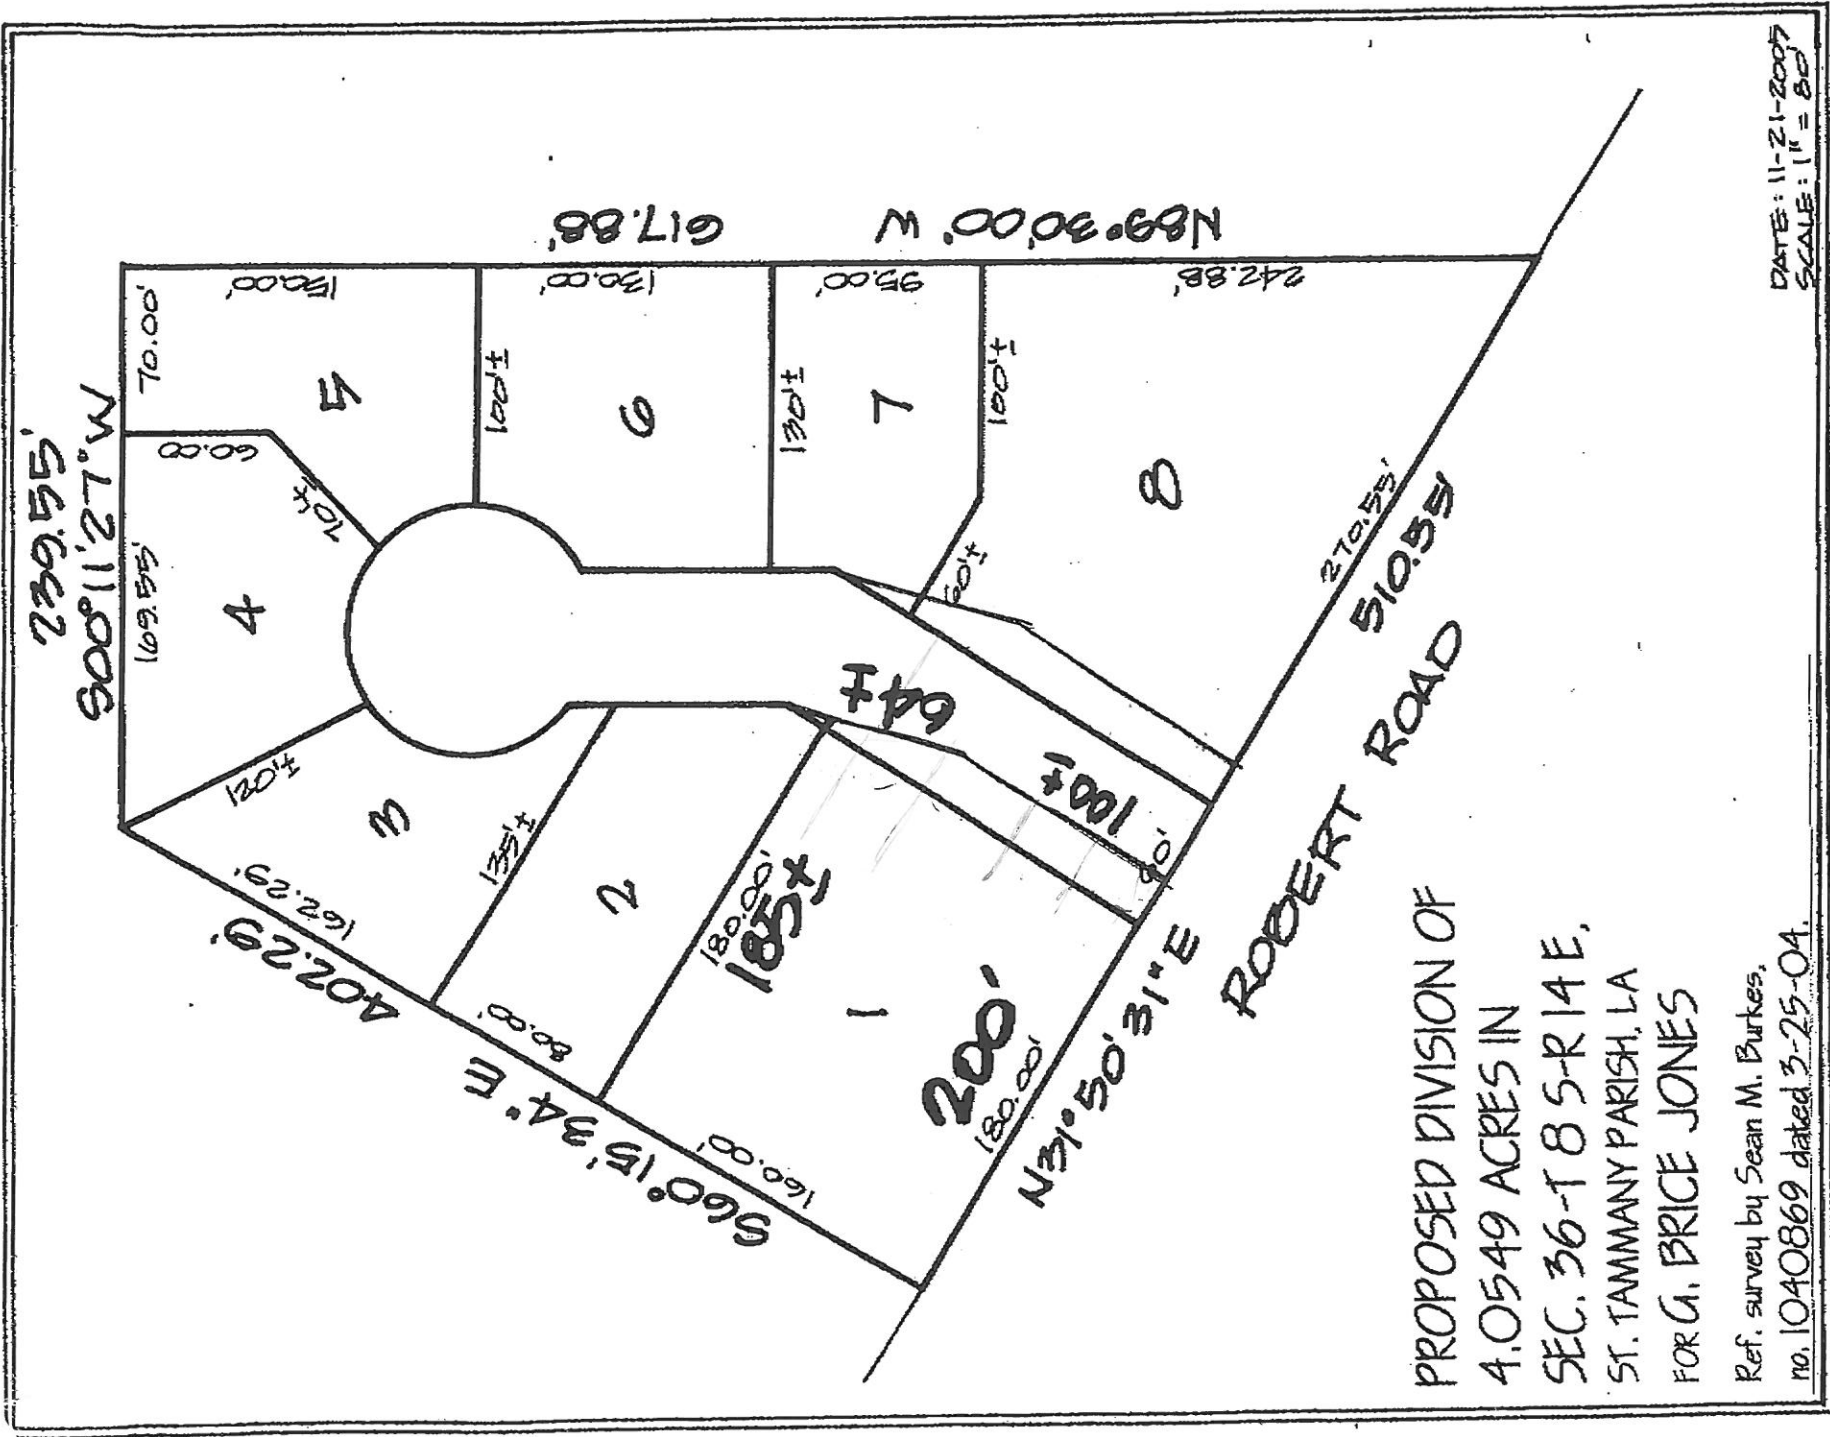 239.55'
S00°11'27"W
70.00'
169.55'
60.00
70'±
150.00'
130.00'
95.00'
242.88'
617.88'
N89°30'00" W
5
100'±
6
130'±
7
100'±
8
60'±
4
120'±
3
162.29'
402.29'
135'±
2
80.00'
180.00'
185±
1
200'
180.00'
160.00'
S60°15'34" E
64±
100±
90'
270.55'
510.55'
N31°50'31"E
ROBERT ROAD
PROPOSED DIVISION OF
4.0549 ACRES IN
SEC. 36-T 8 S-R 14 E,
ST. TAMMANY PARISH, LA
FOR G. BRICE JONES
Ref. survey by Sean M. Burkes,
no. 1040869 dated 3-25-04.
DATE: 11-21-2005
SCALE: 1" = 80'